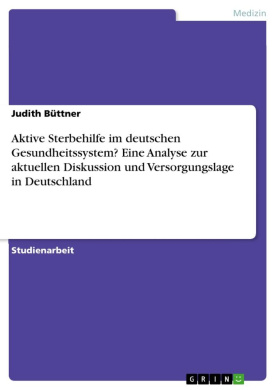 Medizin
Judith Büttner
Aktive Sterbehilfe im deutschen
Gesundheitssystem? Eine Analyse zur
aktuellen Diskussion und Versorgungslage
in Deutschland
Studienarbeit
GRIN